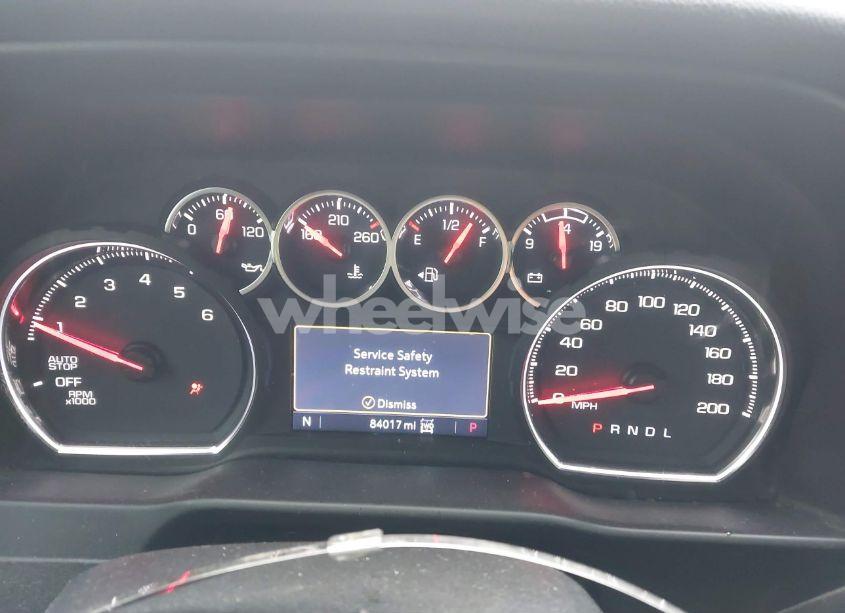 0 60 120
160 210 260
E 1/2 F
9 14 19
1 2 3 4 5 6
AUTO
STOP
OFF
RPM
x1000
wheelwise
Service Safety
Restraint System
Dismiss
N 84017 mi 2WD P
0 20 40 60 80 100 120 140 160 180 200
MPH
P R N D L